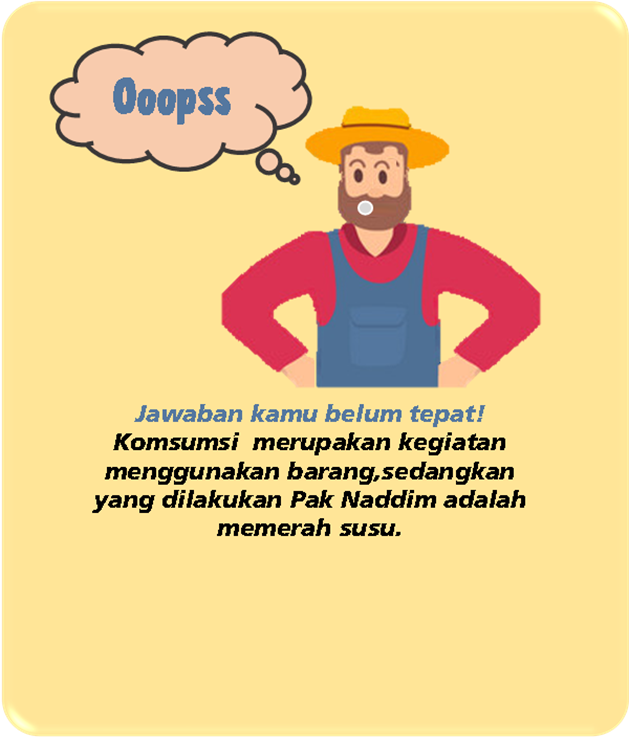 Ooopss
Jawaban kamu belum tepat!
Komsumsi  merupakan kegiatan
menggunakan barang,sedangkan
yang dilakukan Pak Naddim adalah
memerah susu.